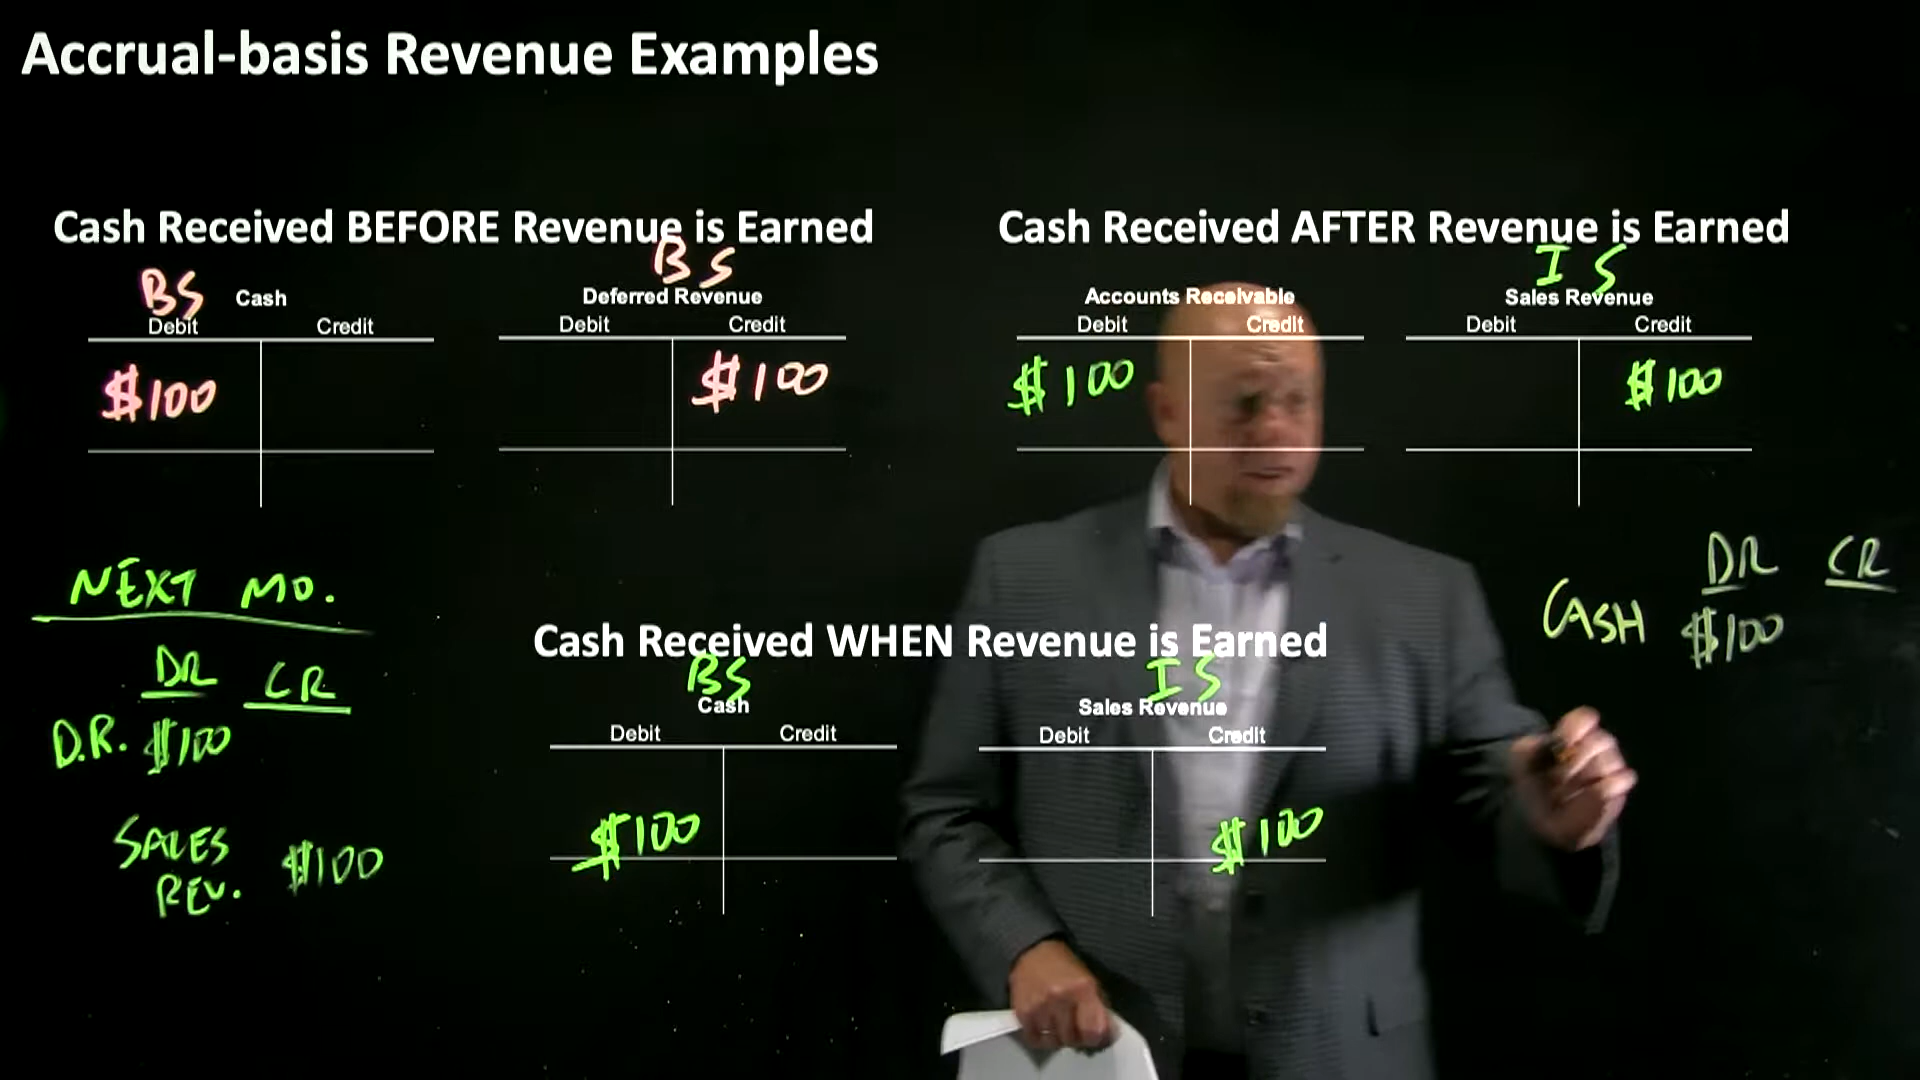 Accrual-basis Revenue Examples
Cash Received BEFORE Revenue is Earned
BS
Cash
Debit
Credit
$100
BS
Deferred Revenue
Debit
Credit
$100
Cash Received AFTER Revenue is Earned
Accounts Receivable
Debit
Credit
$100
IS
Sales Revenue
Debit
Credit
$100
NEXT MO.
DR CR
D.R. $100
SALES
REV. $100
Cash Received WHEN Revenue is Earned
BS
Cash
Debit
Credit
$100
IS
Sales Revenue
Debit
Credit
$100
DR CR
CASH $100